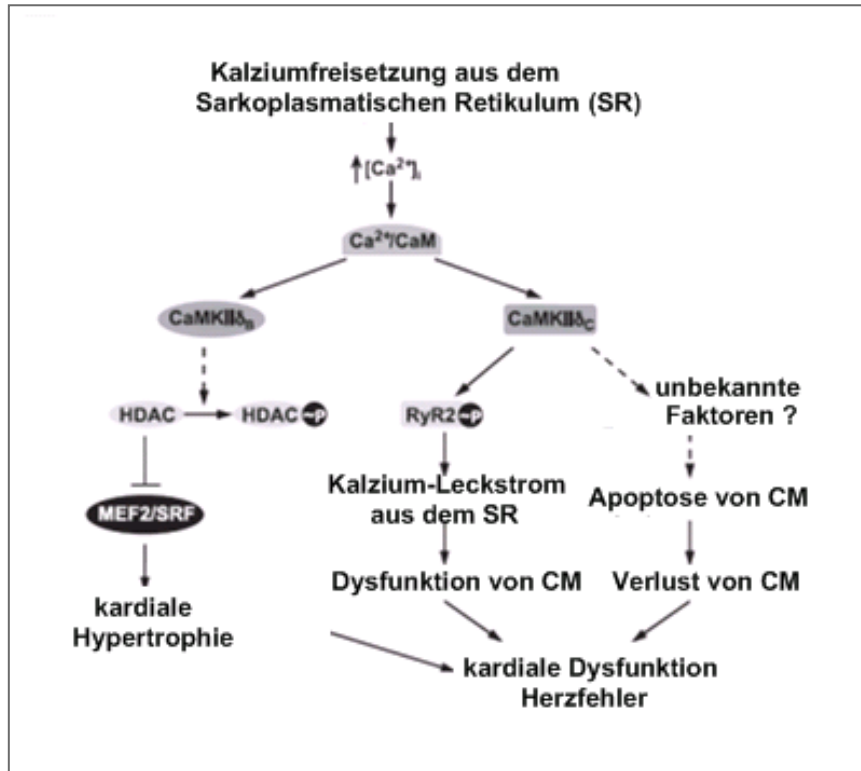 Kalziumfreisetzung aus dem
Sarkoplasmatischen Retikulum (SR)
↑[Ca²⁺]ᵢ
Ca²⁺/CaM
CaMKIIδB
CaMKIIδC
HDAC
HDAC ~P
RyR2 ~P
unbekannte
Faktoren ?
MEF2/SRF
Kalzium-Leckstrom
aus dem SR
Apoptose von CM
kardiale
Hypertrophie
Dysfunktion von CM
Verlust von CM
kardiale Dysfunktion
Herzfehler